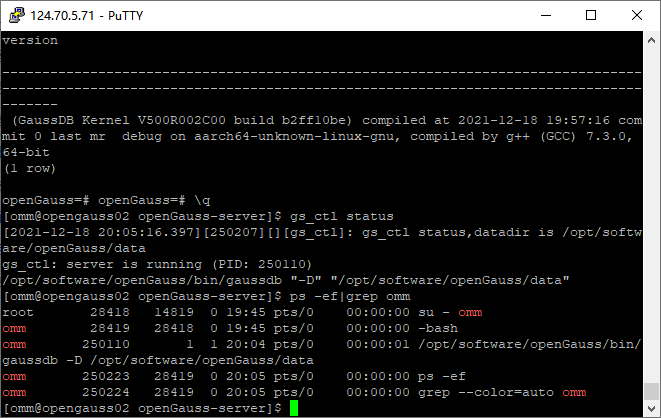 124.70.5.71 - PuTTY
version
--------------------------------------------------------------------------------
--------------------------------------------------------------------------------
-------
 (GaussDB Kernel V500R002C00 build b2ff10be) compiled at 2021-12-18 19:57:16 com
mit 0 last mr  debug on aarch64-unknown-linux-gnu, compiled by g++ (GCC) 7.3.0,
64-bit
(1 row)
openGauss=# openGauss=# \q
[omm@opengauss02 openGauss-server]$ gs_ctl status
[2021-12-18 20:05:16.397][250207][][gs_ctl]: gs_ctl status,datadir is /opt/softw
are/openGauss/data
gs_ctl: server is running (PID: 250110)
/opt/software/openGauss/bin/gaussdb "-D" "/opt/software/openGauss/data"
[omm@opengauss02 openGauss-server]$ ps -ef|grep omm
root       28418   14819  0 19:45 pts/0    00:00:00 su - omm
omm        28419   28418  0 19:45 pts/0    00:00:00 -bash
omm       250110       1  1 20:04 pts/0    00:00:01 /opt/software/openGauss/bin/
gaussdb -D /opt/software/openGauss/data
omm       250223   28419  0 20:05 pts/0    00:00:00 ps -ef
omm       250224   28419  0 20:05 pts/0    00:00:00 grep --color=auto omm
[omm@opengauss02 openGauss-server]$